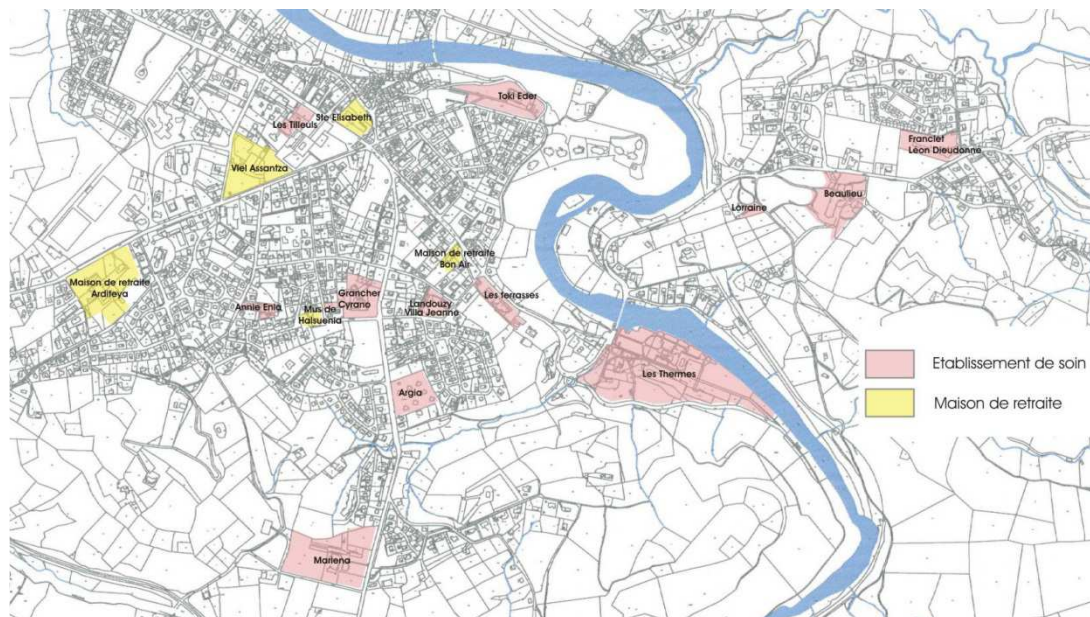 Toki Eder
Ste Elisabeth
Les Tilleuls
Franclet
Léon Dieudonné
Viel Assantza
Beaulieu
Lorraine
Maison de retraite
Bon Air
Maison de retraite
Arditeya
Grancher
Cyrano
Les terrasses
Annie Enia
Mus de
Haïsuenia
Landouzy
Villa Jeanne
Etablissement de soin
Les Thermes
Argia
Maison de retraite
Mariena